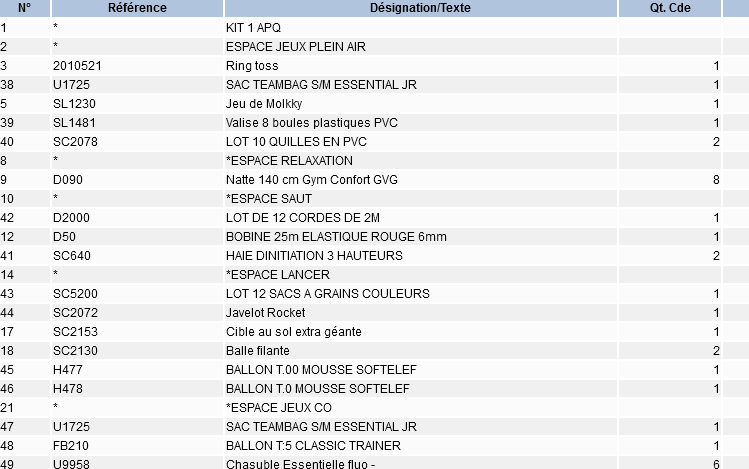 N° Référence Désignation/Texte Qt. Cde
1 * KIT 1 APQ
2 * ESPACE JEUX PLEIN AIR
3 2010521 Ring toss 1
38 U1725 SAC TEAMBAG S/M ESSENTIAL JR 1
5 SL1230 Jeu de Molkky 1
39 SL1481 Valise 8 boules plastiques PVC 1
40 SC2078 LOT 10 QUILLES EN PVC 2
8 * *ESPACE RELAXATION
9 D090 Natte 140 cm Gym Confort GVG 8
10 * *ESPACE SAUT
42 D2000 LOT DE 12 CORDES DE 2M 1
12 D50 BOBINE 25m ELASTIQUE ROUGE 6mm 1
41 SC640 HAIE DINITIATION 3 HAUTEURS 2
14 * *ESPACE LANCER
43 SC5200 LOT 12 SACS A GRAINS COULEURS 1
44 SC2072 Javelot Rocket 1
17 SC2153 Cible au sol extra géante 1
18 SC2130 Balle filante 2
45 H477 BALLON T.00 MOUSSE SOFTELEF 1
46 H478 BALLON T.0 MOUSSE SOFTELEF 1
21 * *ESPACE JEUX CO
47 U1725 SAC TEAMBAG S/M ESSENTIAL JR 1
48 FB210 BALLON T:5 CLASSIC TRAINER 1
49 U9958 Chasuble Essentielle fluo - 6